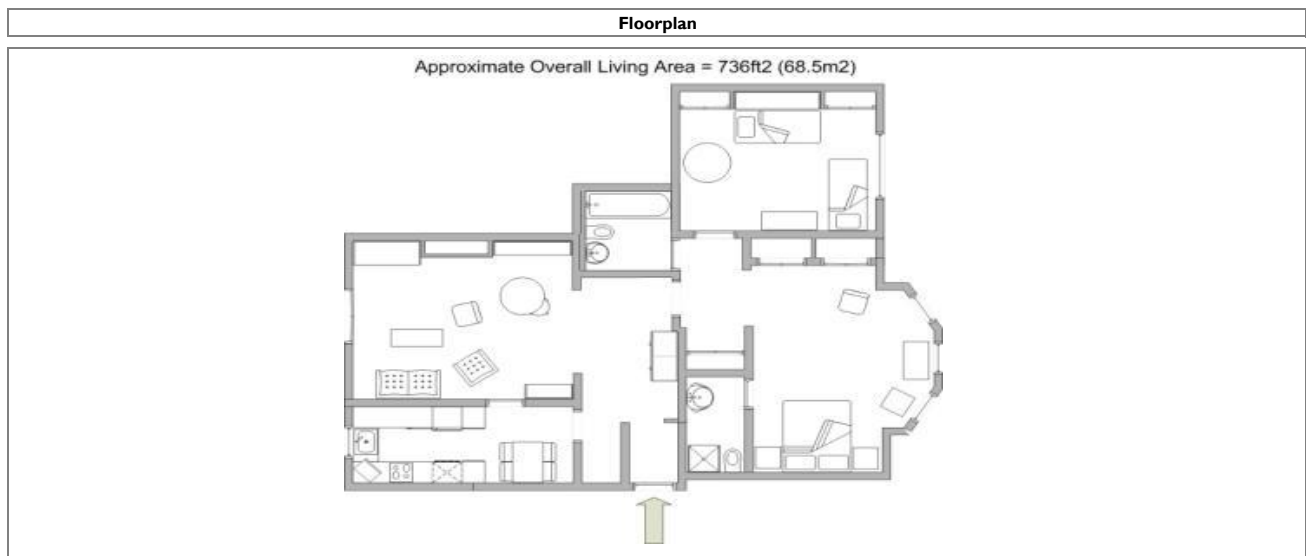 Floorplan
Approximate Overall Living Area = 736ft2 (68.5m2)